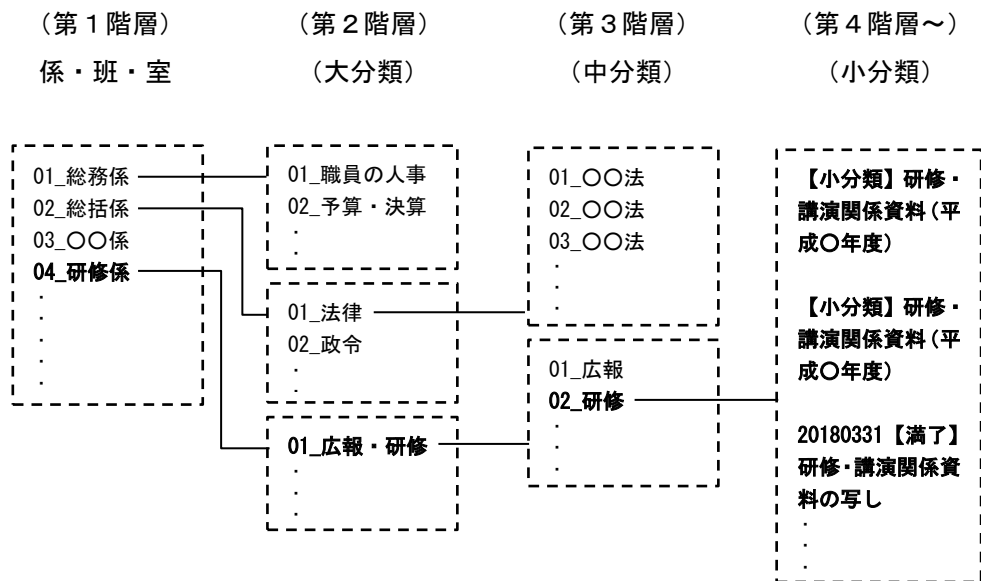 （第１階層）
係・班・室
（第２階層）
（大分類）
（第３階層）
（中分類）
（第４階層～）
（小分類）
01_総務係
02_総括係
03_〇〇係
04_研修係
．
．
．
．
．
01_職員の人事
02_予算・決算
．
．
01_法律
02_政令
．
．
01_広報・研修
．
．
．
01_〇〇法
02_〇〇法
03_〇〇法
．
．
．
01_広報
02_研修
．
．
．
【小分類】研修・
講演関係資料（平
成〇年度）
【小分類】研修・
講演関係資料（平
成〇年度）
20180331【満了】
研修・講演関係資
料の写し
．
．
．